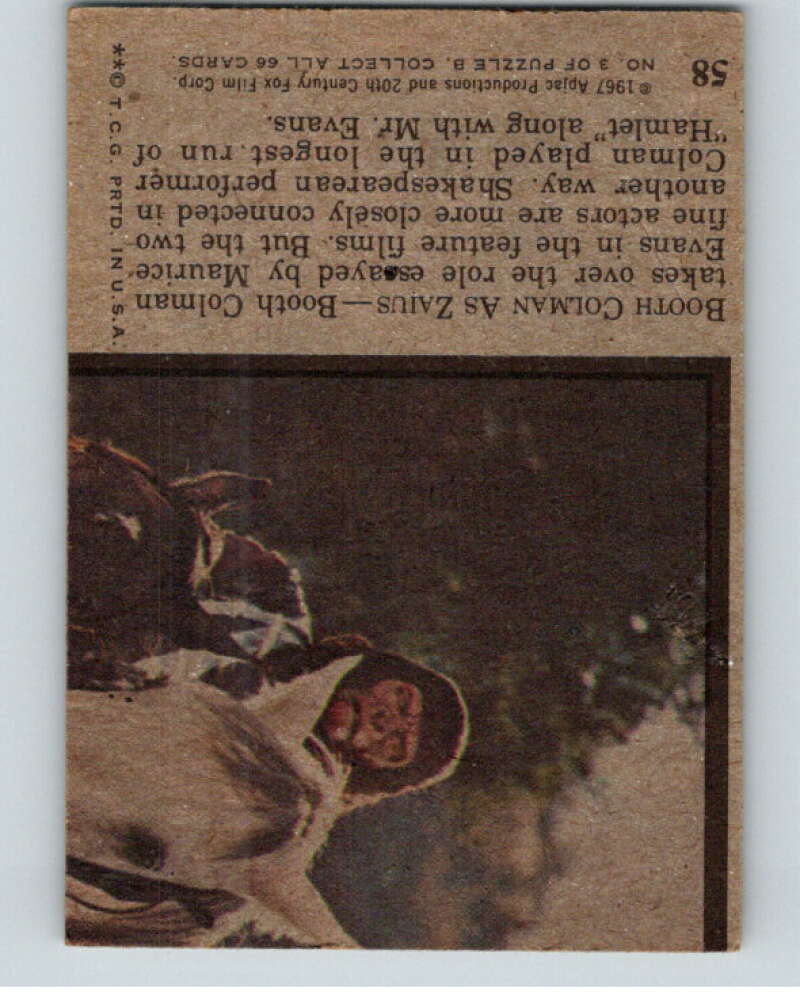 BOOTH COLMAN AS ZAIUS—Booth Colman
takes over the role essayed by Maurice
Evans in the feature films. But the two
fine actors are more closely connected in
another way. Shakespearean performer
Colman played in the longest run of
"Hamlet" along with Mr. Evans.
© 1967 Apjac Productions and 20th Century Fox Film Corp.
NO. 3 OF PUZZLE B. COLLECT ALL 66 CARDS.
58
**© T.C.G. PRTD. IN U.S.A.